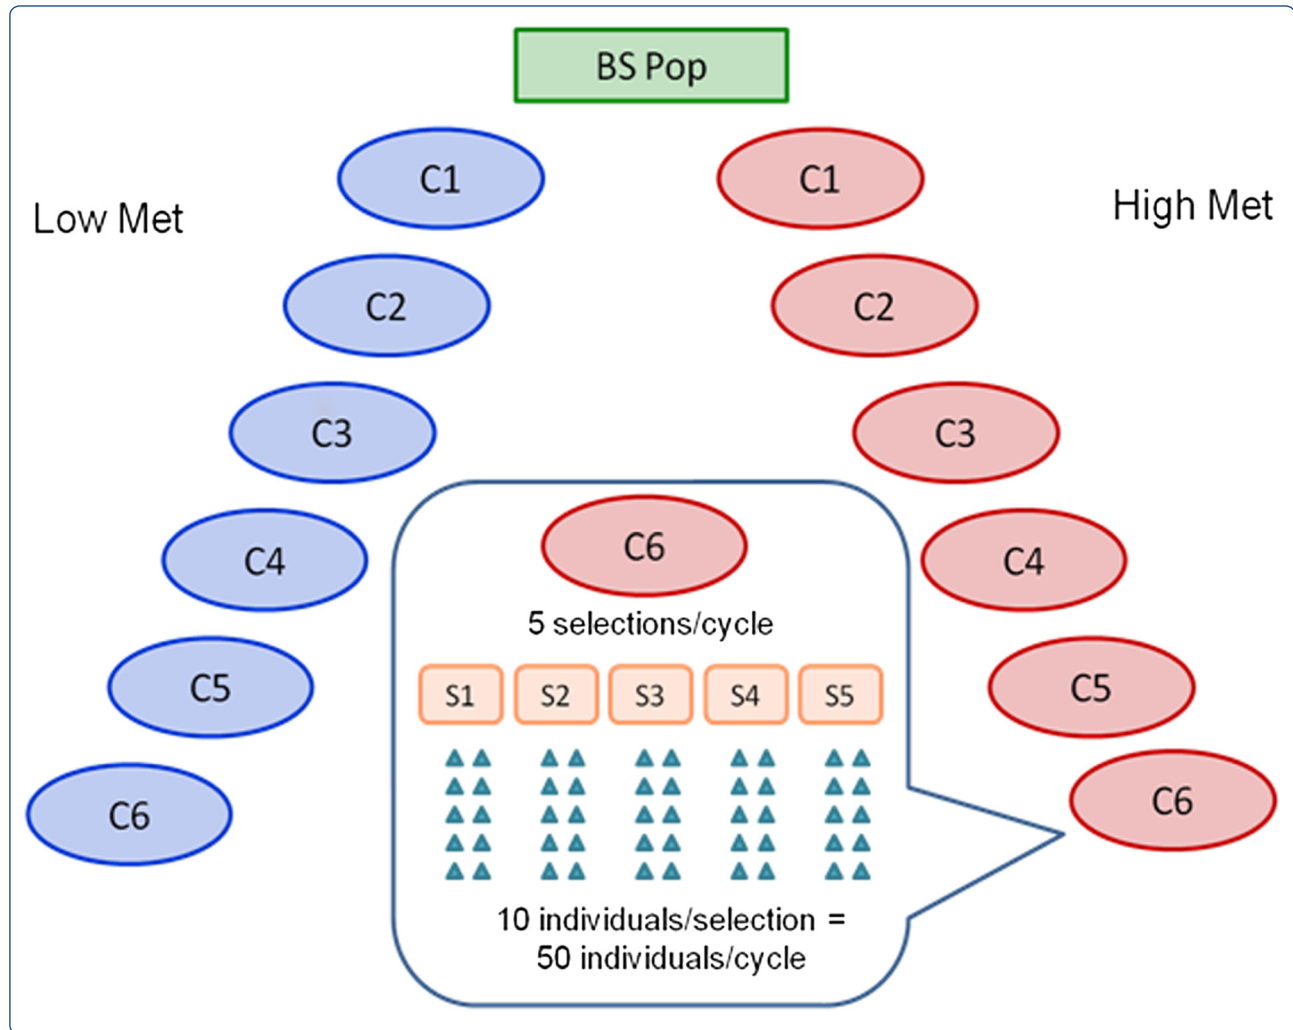 BS Pop
C1
C1
Low Met
High Met
C2
C2
C3
C3
C4
C4
C5
C5
C6
C6
C6
5 selections/cycle
S1 S2 S3 S4 S5
10 individuals/selection =
50 individuals/cycle